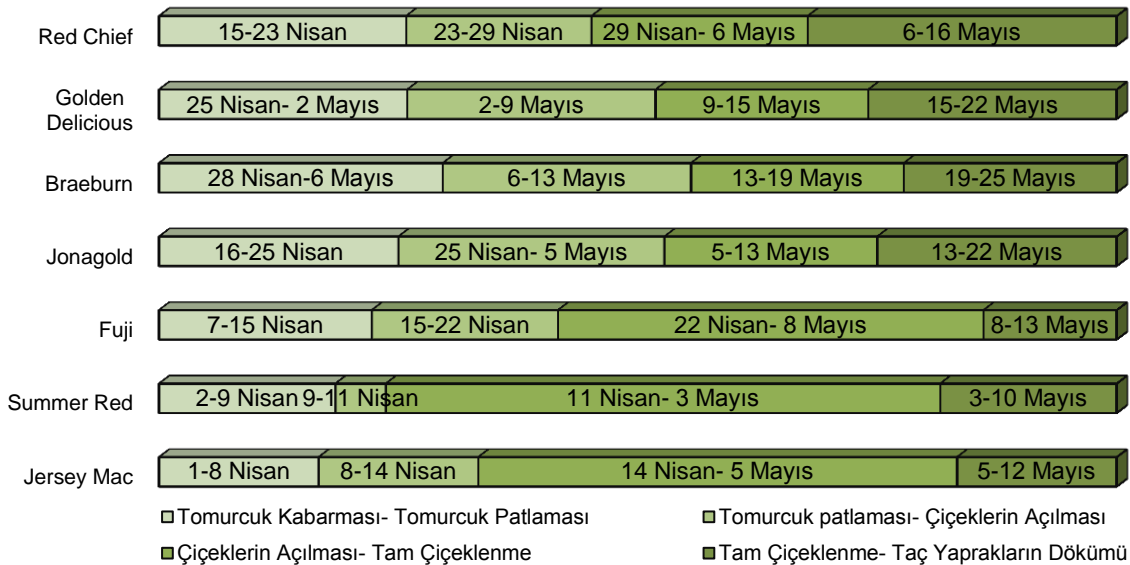 Red Chief 15-23 Nisan 23-29 Nisan 29 Nisan- 6 Mayıs 6-16 Mayıs
Golden
Delicious
25 Nisan- 2 Mayıs 2-9 Mayıs 9-15 Mayıs 15-22 Mayıs
Braeburn 28 Nisan-6 Mayıs 6-13 Mayıs 13-19 Mayıs 19-25 Mayıs
Jonagold 16-25 Nisan 25 Nisan- 5 Mayıs 5-13 Mayıs 13-22 Mayıs
Fuji 7-15 Nisan 15-22 Nisan 22 Nisan- 8 Mayıs 8-13 Mayıs
Summer Red 2-9 Nisan 9-11 Nisan 11 Nisan- 3 Mayıs 3-10 Mayıs
Jersey Mac 1-8 Nisan 8-14 Nisan 14 Nisan- 5 Mayıs 5-12 Mayıs
Tomurcuk Kabarması- Tomurcuk Patlaması Tomurcuk patlaması- Çiçeklerin Açılması
Çiçeklerin Açılması- Tam Çiçeklenme Tam Çiçeklenme- Taç Yaprakların Dökümü